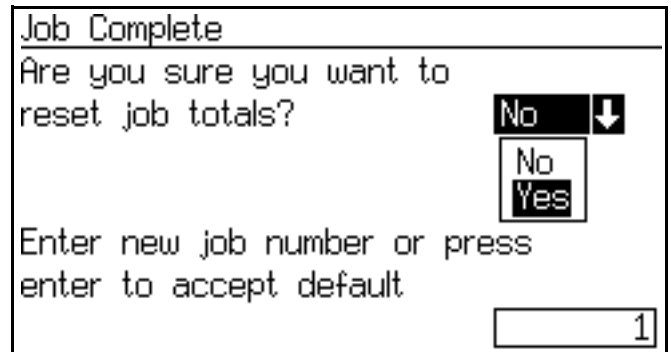 Job Complete
Are you sure you want to
reset job totals? No
No
Yes
Enter new job number or press
enter to accept default
1